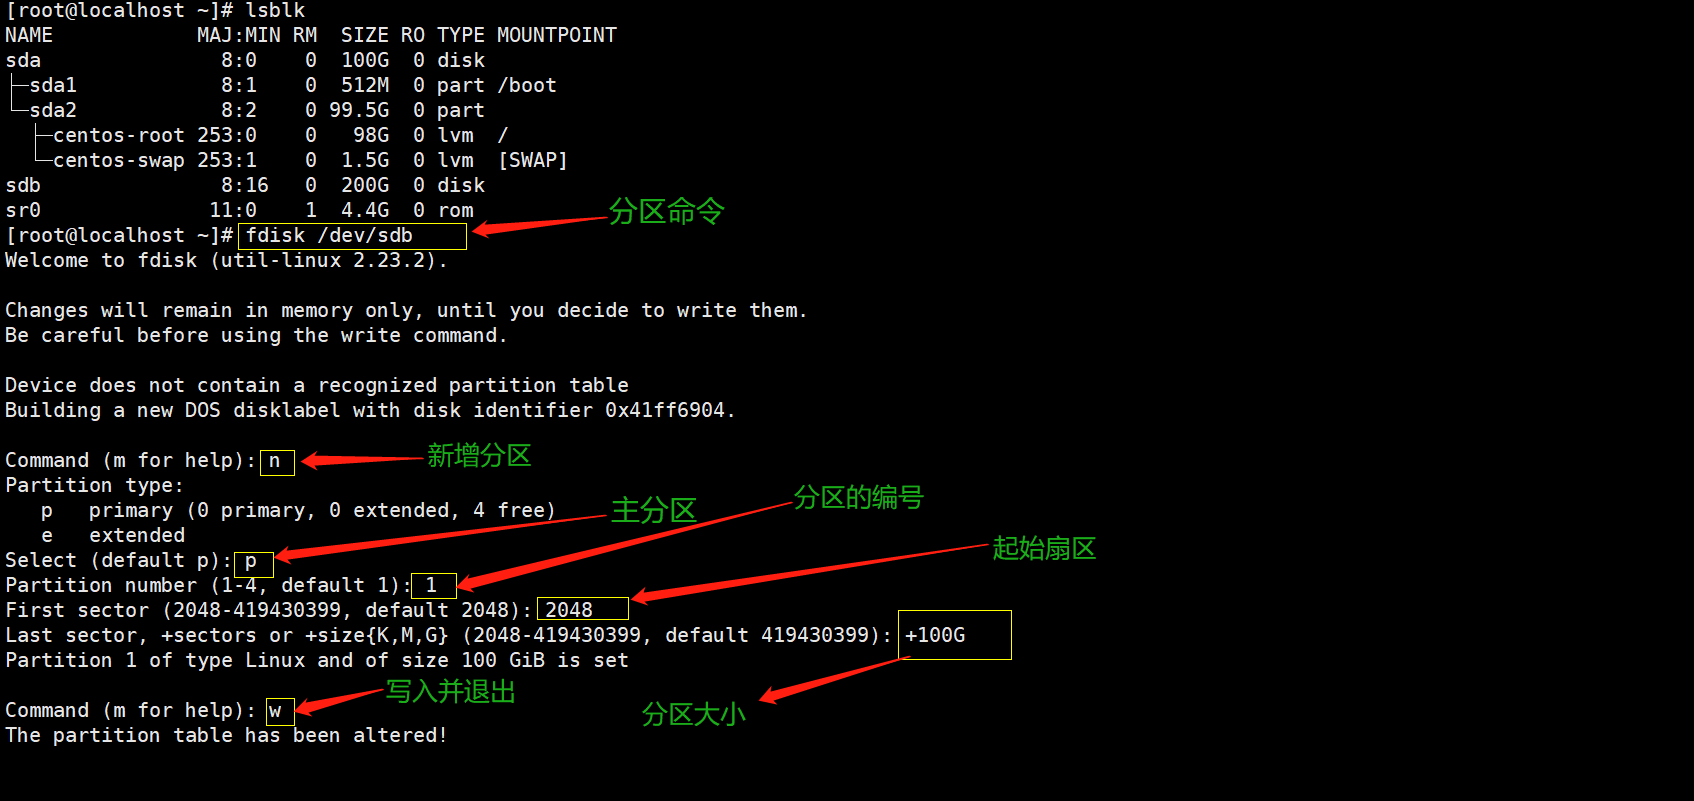 [root@localhost ~]# lsblk
NAME            MAJ:MIN RM  SIZE RO TYPE MOUNTPOINT
sda               8:0    0  100G  0 disk
├─sda1            8:1    0  512M  0 part /boot
└─sda2            8:2    0 99.5G  0 part
  ├─centos-root 253:0    0   98G  0 lvm  /
  └─centos-swap 253:1    0  1.5G  0 lvm  [SWAP]
sdb               8:16   0  200G  0 disk
sr0              11:0    1  4.4G  0 rom
分区命令
[root@localhost ~]# fdisk /dev/sdb
Welcome to fdisk (util-linux 2.23.2).
Changes will remain in memory only, until you decide to write them.
Be careful before using the write command.
Device does not contain a recognized partition table
Building a new DOS disklabel with disk identifier 0x41ff6904.
Command (m for help): n
新增分区
Partition type:
   p   primary (0 primary, 0 extended, 4 free)
主分区
分区的编号
   e   extended
Select (default p): p
起始扇区
Partition number (1-4, default 1): 1
First sector (2048-419430399, default 2048): 2048
Last sector, +sectors or +size{K,M,G} (2048-419430399, default 419430399): +100G
Partition 1 of type Linux and of size 100 GiB is set
写入并退出
分区大小
Command (m for help): w
The partition table has been altered!